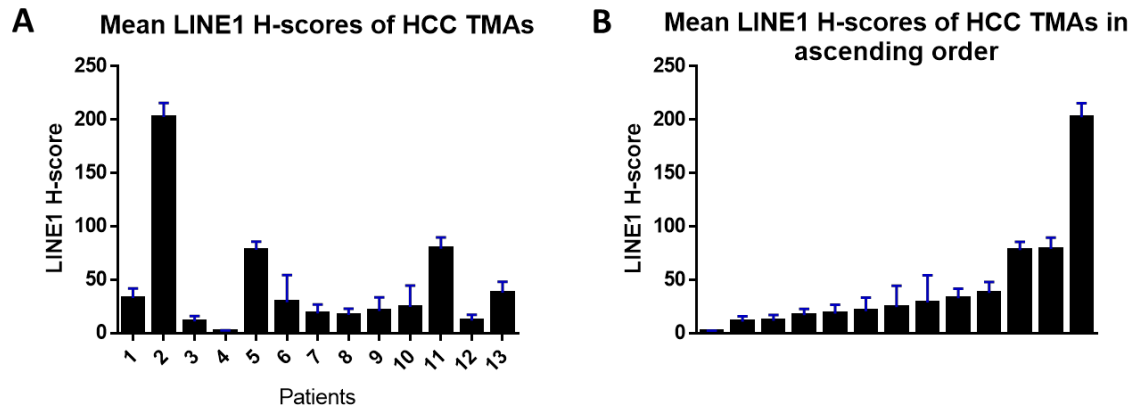 A
Mean LINE1 H-scores of HCC TMAs
LINE1 H-score
250
200
150
100
50
0
1 2 3 4 5 6 7 8 9 10 11 12 13
Patients
B
Mean LINE1 H-scores of HCC TMAs in
ascending order
LINE1 H-score
250
200
150
100
50
0